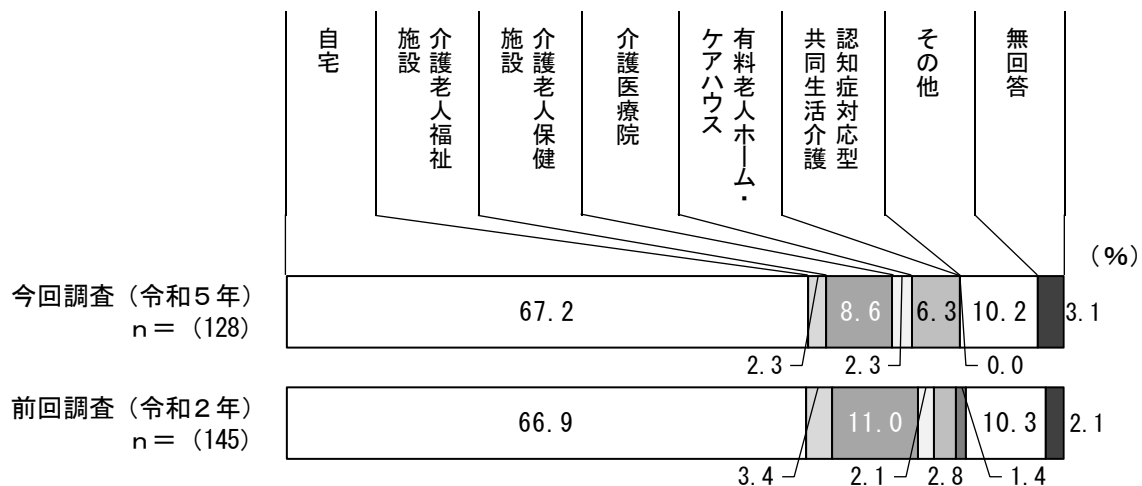 自宅
介護老人福祉
施設
介護老人保健
施設
介護医療院
有料老人ホーム・
ケアハウス
認知症対応型
共同生活介護
その他
無回答
(%)
今回調査（令和５年）
ｎ＝（128）
67.2
8.6
6.3
10.2
3.1
2.3
2.3
0.0
前回調査（令和２年）
ｎ＝（145）
66.9
11.0
10.3
2.1
3.4
2.1
2.8
1.4